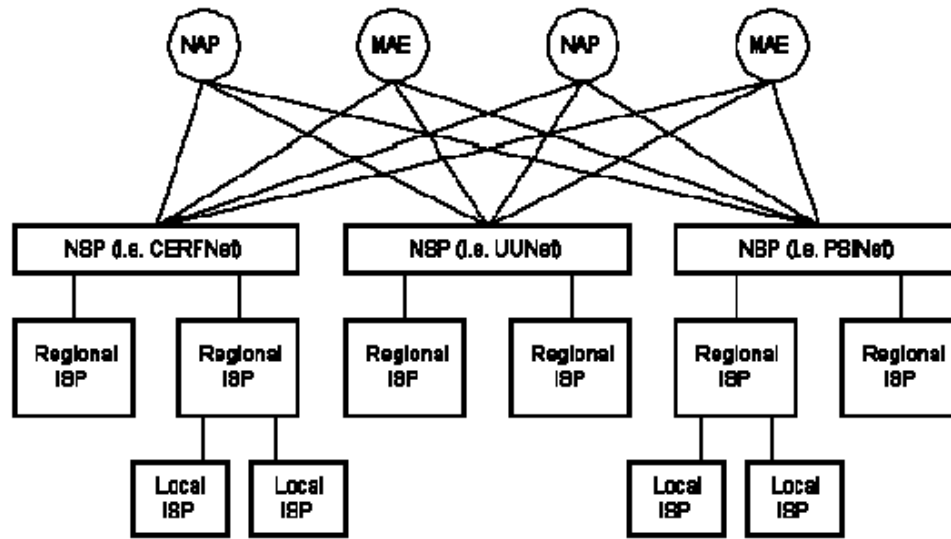 NAP
MAE
NAP
MAE
NSP (i.e. CERFNet)
NSP (i.e. UUNet)
NSP (i.e. PSINet)
Regional
ISP
Regional
ISP
Regional
ISP
Regional
ISP
Regional
ISP
Regional
ISP
Local
ISP
Local
ISP
Local
ISP
Local
ISP